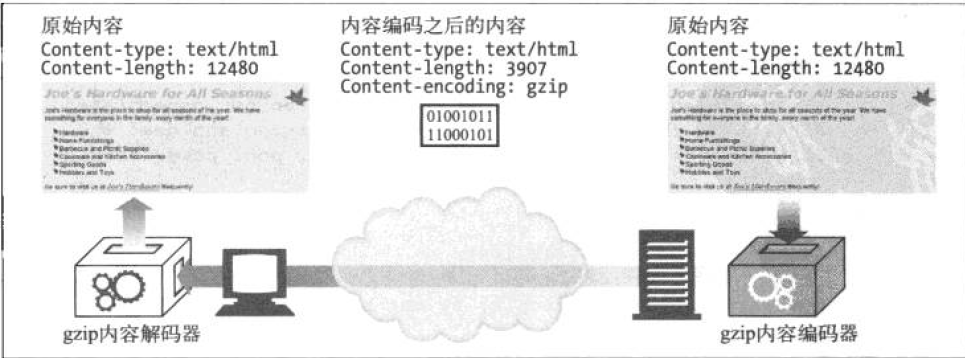 原始内容
Content-type: text/html
Content-length: 12480
Joe's Hardware for All Seasons
Joe's Hardware is the place to shop for all seasons of the year. We have
something for everyone in the family, every month of the year!
Hardware
Home Furnishings
Barbecue and Picnic Supplies
Cookware and Kitchen Accessories
Sporting Goods
Hobbies and Toys
Be sure to visit us at Joe's Hardware frequently!
gzip内容解码器
内容编码之后的内容
Content-type: text/html
Content-length: 3907
Content-encoding: gzip
01001011
11000101
原始内容
Content-type: text/html
Content-length: 12480
Joe's Hardware for All Seasons
Joe's Hardware is the place to shop for all seasons of the year. We have
something for everyone in the family, every month of the year!
Hardware
Home Furnishings
Barbecue and Picnic Supplies
Cookware and Kitchen Accessories
Sporting Goods
Hobbies and Toys
Be sure to visit us at Joe's Hardware frequently!
gzip内容编码器